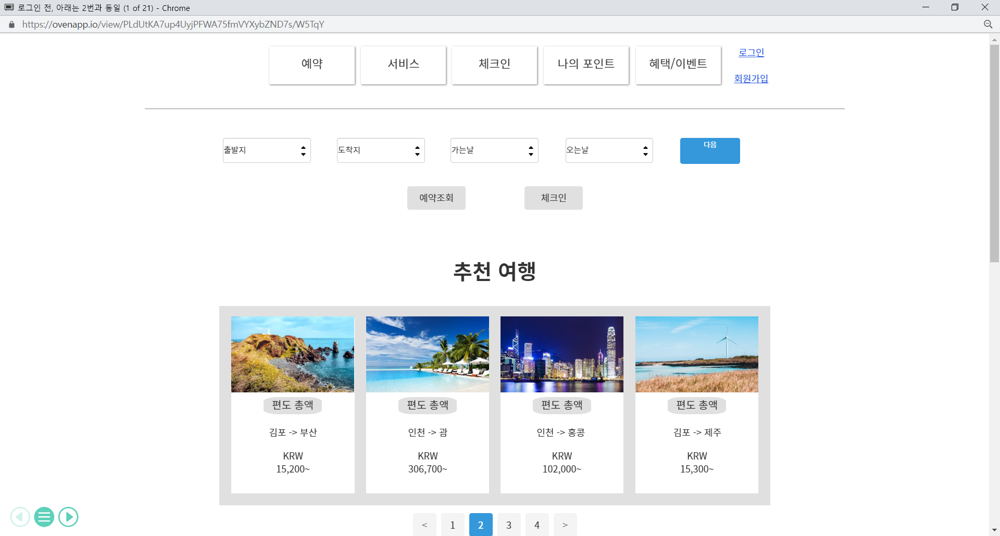 로그인 전, 아래는 2번과 동일 (1 of 21) - Chrome
https://ovenapp.io/view/PLdUtKA7up4UyjPFWA75fmVYXybZND7s/W5TqY
예약 서비스 체크인 나의 포인트 혜택/이벤트 로그인
회원가입
출발지 도착지 가는날 오는날 다음
예약조회 체크인
추천 여행
편도 총액 편도 총액 편도 총액 편도 총액
김포 -> 부산 인천 -> 괌 인천 -> 홍콩 김포 -> 제주
KRW KRW KRW KRW
15,200~ 306,700~ 102,000~ 15,300~
< 1 2 3 4 >